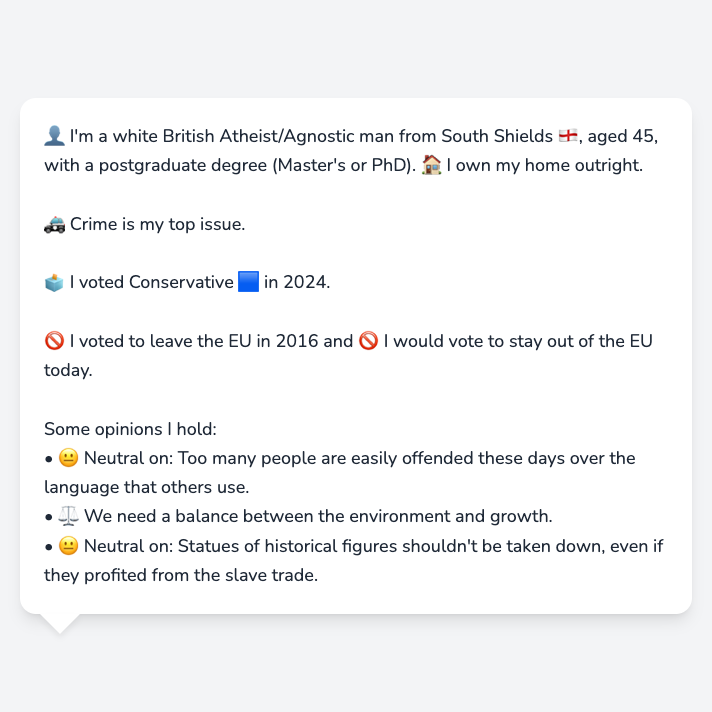 👤 I'm a white British Atheist/Agnostic man from South Shields 🏴󠁧󠁢󠁥󠁮󠁧󠁿, aged 45,
with a postgraduate degree (Master's or PhD). 🏠 I own my home outright.
🚓 Crime is my top issue.
🗳️ I voted Conservative 🟦 in 2024.
🚫 I voted to leave the EU in 2016 and 🚫 I would vote to stay out of the EU
today.
Some opinions I hold:
• 😐 Neutral on: Too many people are easily offended these days over the
language that others use.
• ⚖️ We need a balance between the environment and growth.
• 😐 Neutral on: Statues of historical figures shouldn't be taken down, even if
they profited from the slave trade.